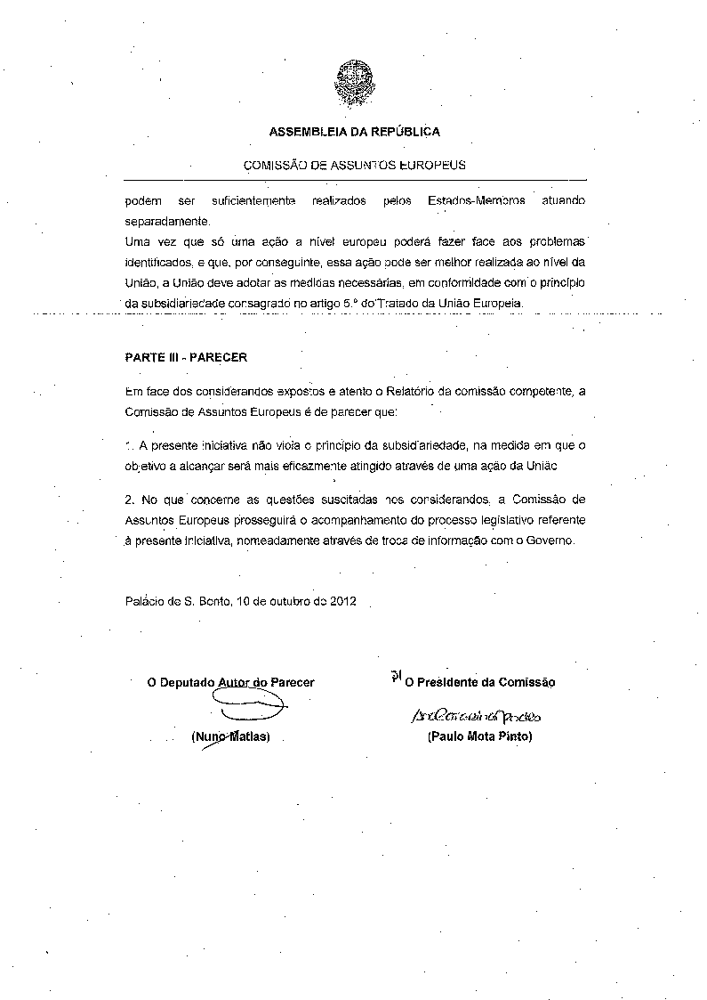 ASSEMBLEIA DA REPÚBLICA
COMISSÃO DE ASSUNTOS EUROPEUS
podem ser suficientemente realizados pelos Estados-Membros atuando
separadamente.
Uma vez que só uma ação a nível europeu poderá fazer face aos problemas
identificados, e que, por conseguinte, essa ação pode ser melhor realizada ao nível da
União, a União deve adotar as medidas necessárias, em conformidade com o princípio
da subsidiariedade consagrado no artigo 5.º do Tratado da União Europeia.
PARTE III - PARECER
Em face dos considerandos expostos e atento o Relatório da comissão competente, a
Comissão de Assuntos Europeus é de parecer que:
1. A presente iniciativa não viola o princípio da subsidiariedade, na medida em que o
objetivo a alcançar será mais eficazmente atingido através de uma ação da União
2. No que concerne as questões suscitadas nos considerandos, a Comissão de
Assuntos Europeus prosseguirá o acompanhamento do processo legislativo referente
à presente iniciativa, nomeadamente através de troca de informação com o Governo.
Palácio de S. Bento, 10 de outubro de 2012
O Deputado Autor do Parecer
O Presidente da Comissão
(Nuno Matias)
(Paulo Mota Pinto)